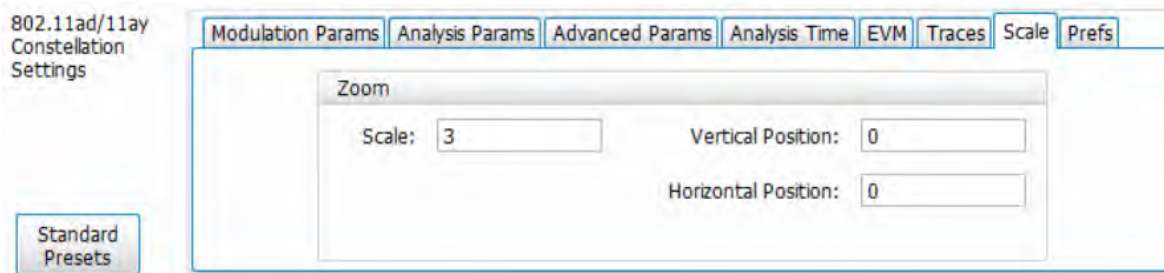 802.11ad/11ay
Constellation
Settings
Modulation Params Analysis Params Advanced Params Analysis Time EVM Traces Scale Prefs
Zoom
Scale: 3 Vertical Position: 0
Horizontal Position: 0
Standard
Presets